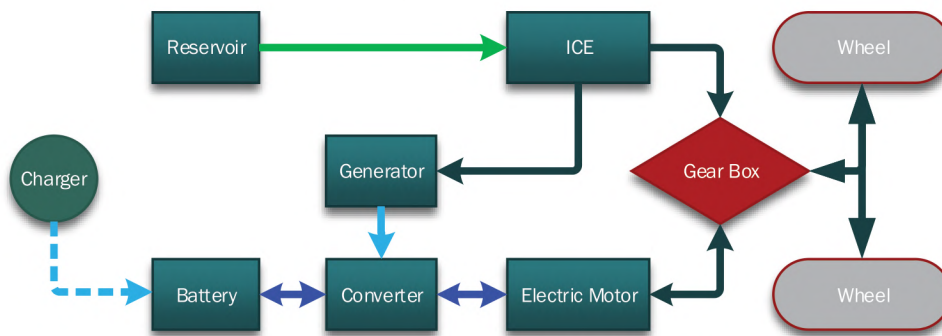 Reservoir
ICE
Wheel
Charger
Generator
Gear Box
Battery
Converter
Electric Motor
Wheel